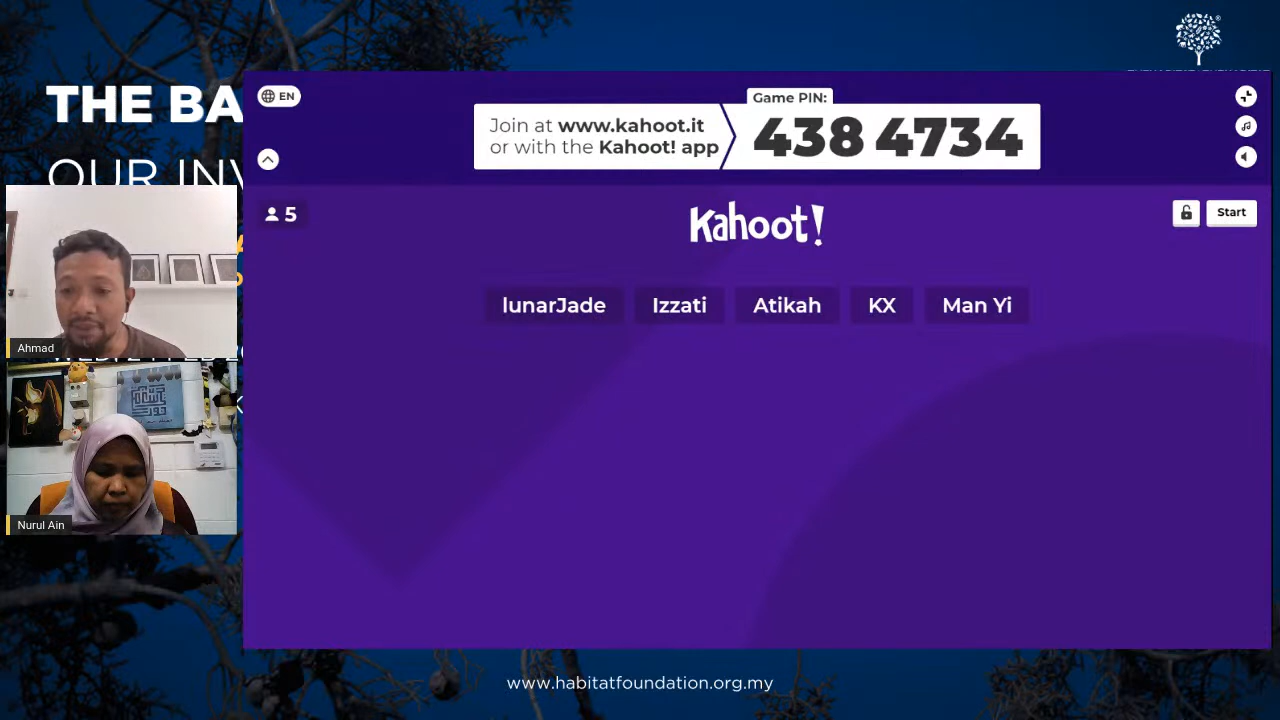 THE BA
OUR INV
EN
Game PIN:
Join at www.kahoot.it
or with the Kahoot! app
438 4734
5
Kahoot!
Start
lunarJade Izzati Atikah KX Man Yi
Ahmad
Nurul Ain
www.habitatfoundation.org.my